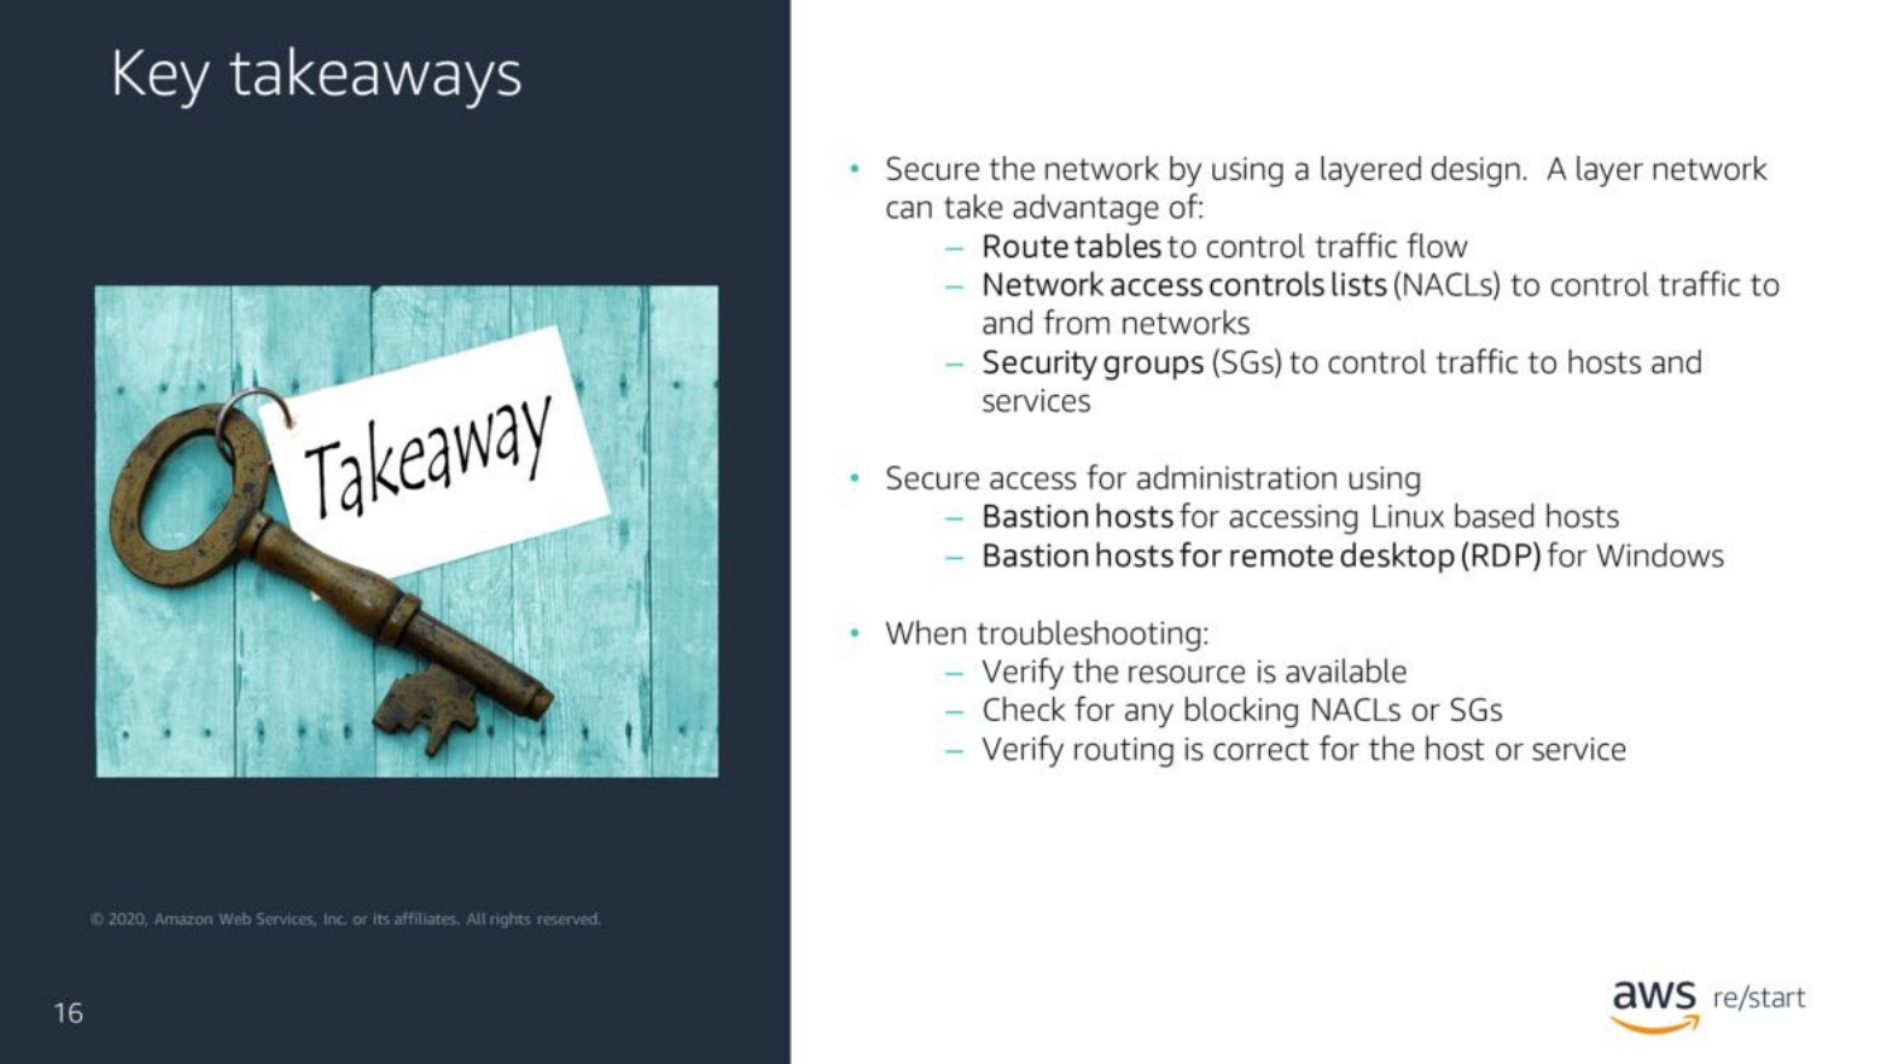 Key takeaways
Takeaway
© 2020, Amazon Web Services, Inc. or its affiliates. All rights reserved.
16
• Secure the network by using a layered design. A layer network
can take advantage of:
– Route tables to control traffic flow
– Network access controls lists (NACLs) to control traffic to
and from networks
– Security groups (SGs) to control traffic to hosts and
services
• Secure access for administration using
– Bastion hosts for accessing Linux based hosts
– Bastion hosts for remote desktop (RDP) for Windows
• When troubleshooting:
– Verify the resource is available
– Check for any blocking NACLs or SGs
– Verify routing is correct for the host or service
aws re/start